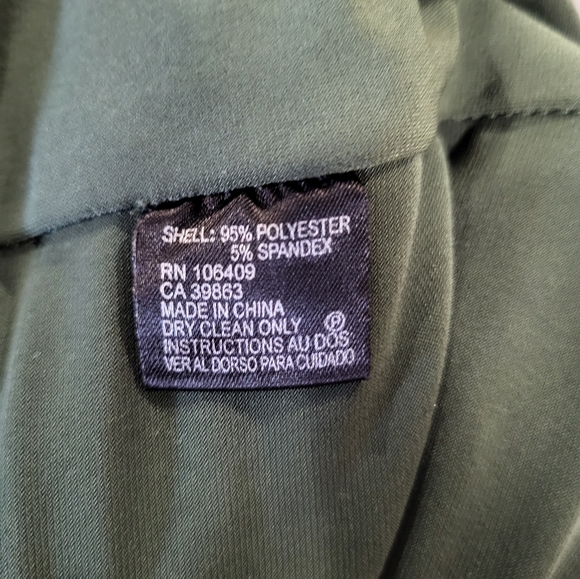 SHELL: 95% POLYESTER
5% SPANDEX
RN 106409
CA 39863
MADE IN CHINA
DRY CLEAN ONLY Ⓟ
INSTRUCTIONS AU DOS
VER AL DORSO PARA CUIDADO